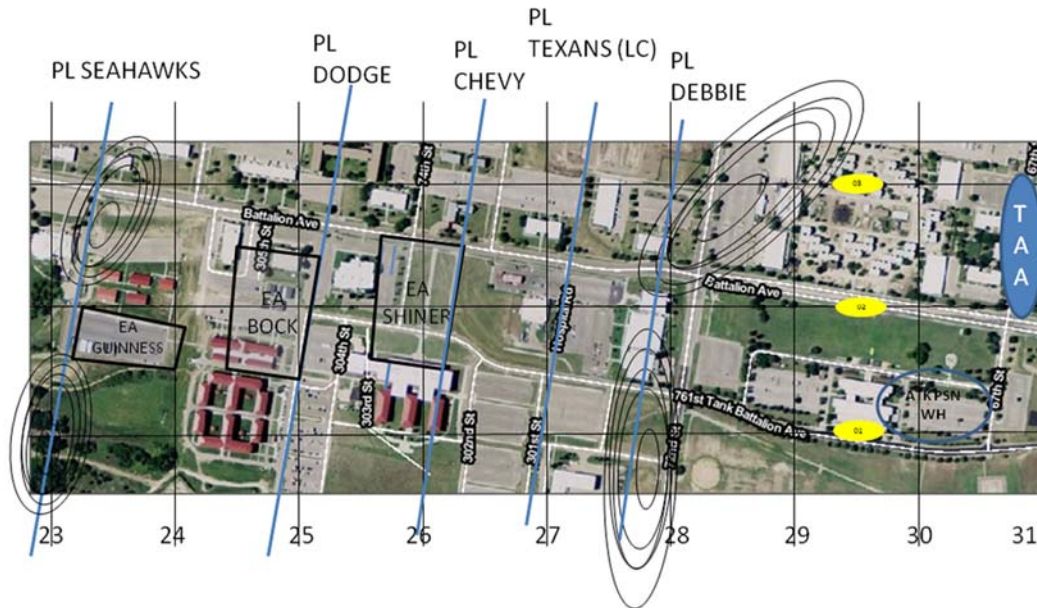 PL
TEXANS (LC)
PL
DODGE
PL
CHEVY
PL
DEBBIE
PL SEAHAWKS
74th St
67th
03
T
A
A
Battalion Ave
305th St
EA
BOCK
EA
SHINER
Battalion Ave
02
Hospital Rd
EA
GUINNESS
304th St
303rd St
761st Tank Battalion Ave
67th St
ATK PSN
WH
01
302nd St
301st St
72nd St
23
24
25
26
27
28
29
30
31